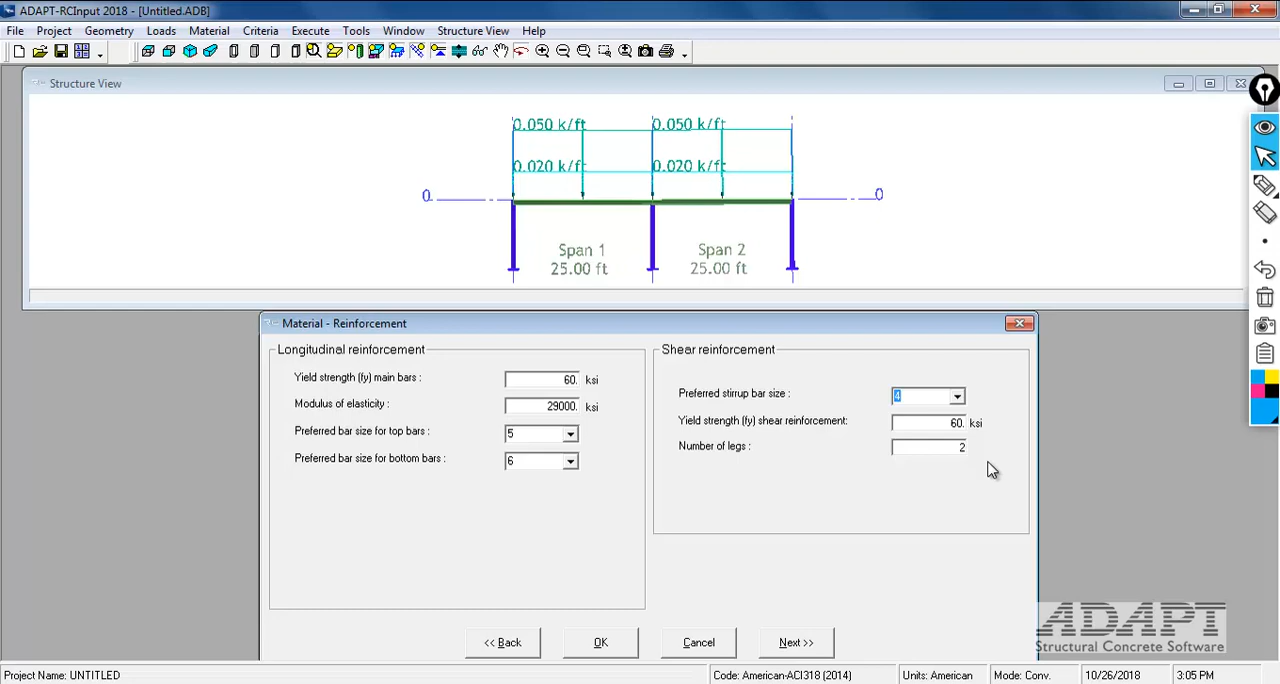 ADAPT-RCInput 2018 - [Untitled.ADB]
File Project Geometry Loads Material Criteria Execute Tools Window Structure View Help
Structure View
0.050 k/ft 0.050 k/ft
0.020 k/ft 0.020 k/ft
0 0
Span 1 Span 2
25.00 ft 25.00 ft
Material - Reinforcement
Longitudinal reinforcement
Yield strength (fy) main bars : 60. ksi
Modulus of elasticity : 29000. ksi
Preferred bar size for top bars : 5
Preferred bar size for bottom bars : 6
Shear reinforcement
Preferred stirrup bar size : 4
Yield strength (fy) shear reinforcement: 60. ksi
Number of legs : 2
<< Back OK Cancel Next >>
ADAPT
Structural Concrete Software
Project Name: UNTITLED Code: American-ACI318 (2014) Units: American Mode: Conv. 10/26/2018 3:05 PM